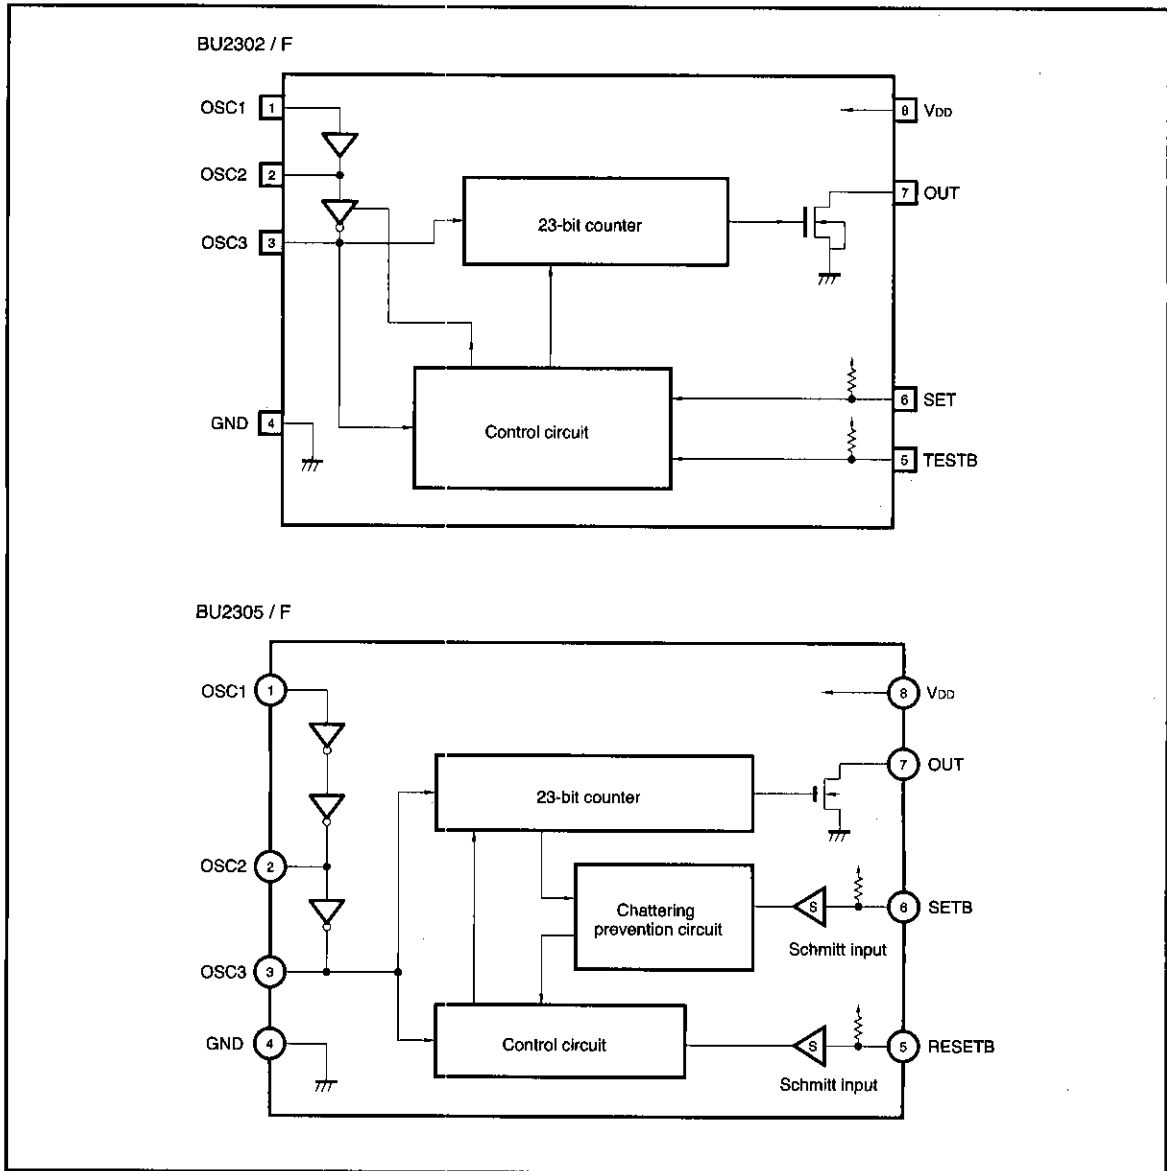 BU2302 / F
OSC1
1
8
VDD
OSC2
2
7
OUT
23-bit counter
OSC3
3
6
SET
GND
4
Control circuit
5
TESTB
BU2305 / F
OSC1
1
8
VDD
7
OUT
23-bit counter
OSC2
2
Chattering
prevention circuit
S
6
SETB
Schmitt input
OSC3
3
GND
4
Control circuit
S
5
RESETB
Schmitt input